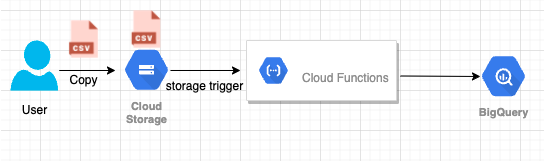 CSV
CSV
Copy
storage trigger
Cloud Functions
User
Cloud
Storage
BigQuery